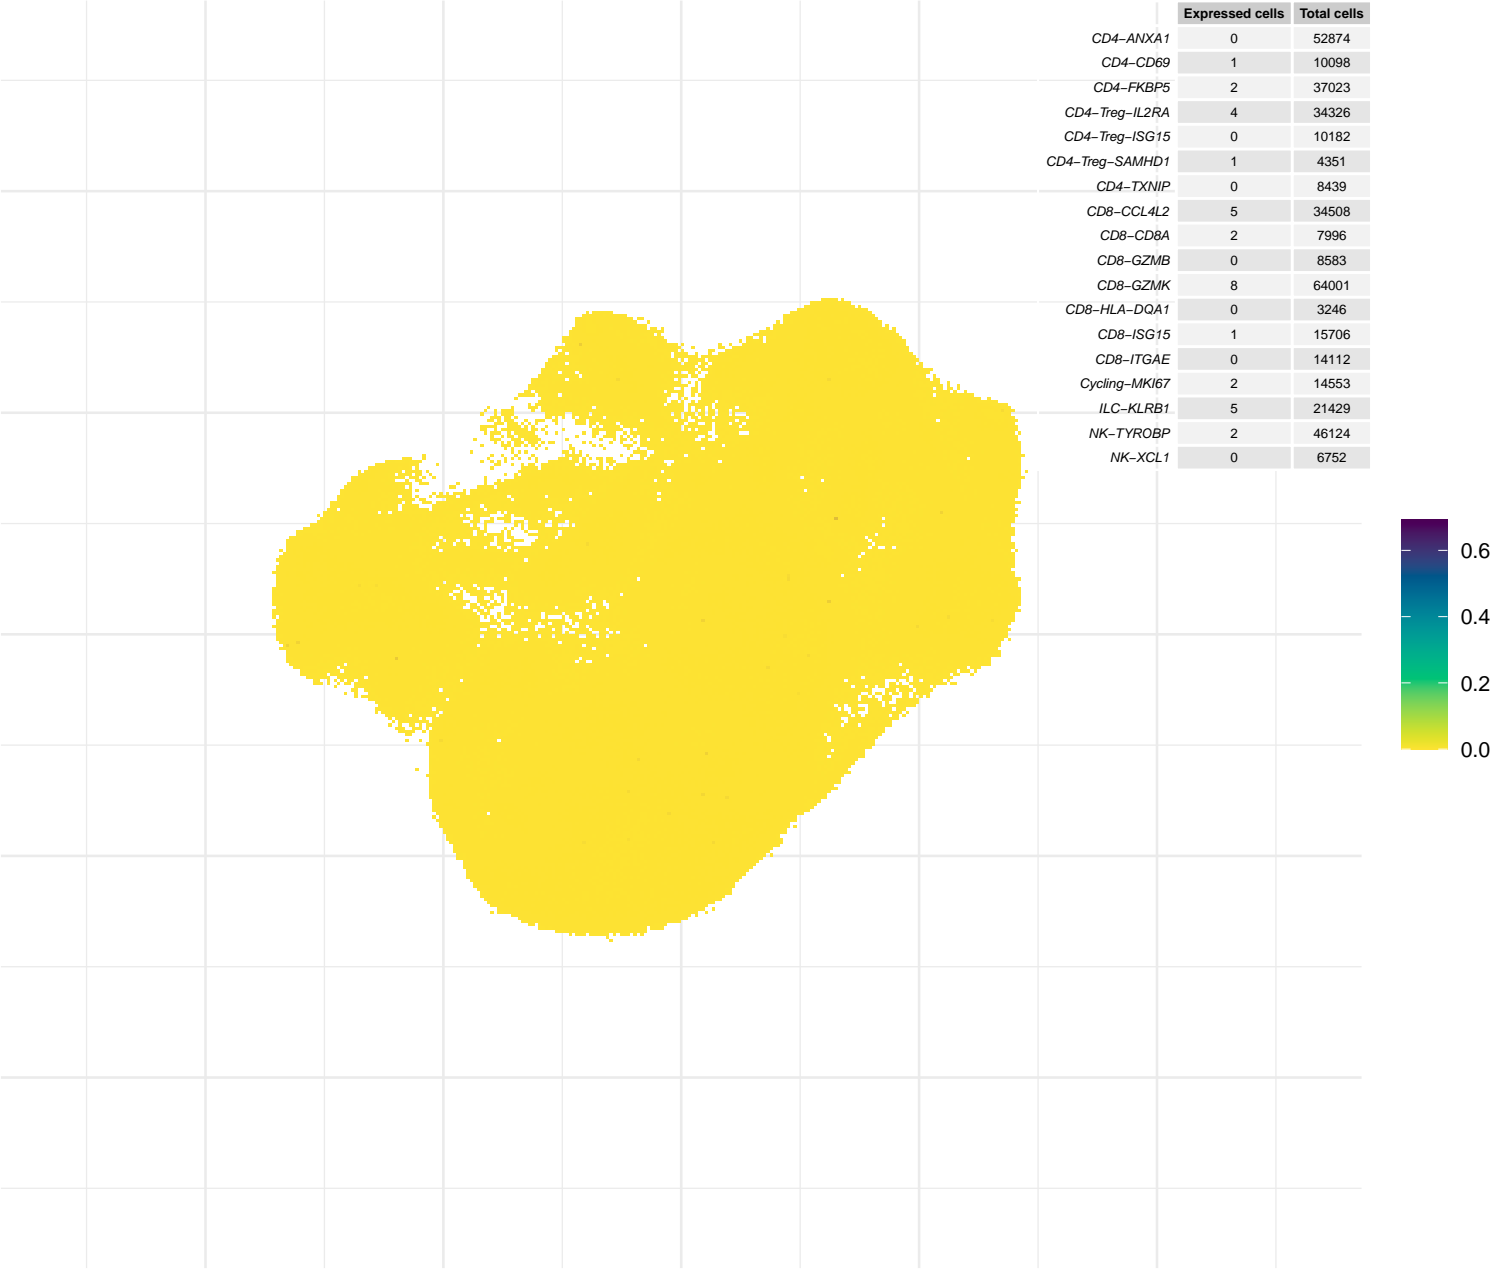 Expressed cells Total cells
CD4−ANXA1 0 52874
CD4−CD69 1 10098
CD4−FKBP5 2 37023
CD4−Treg−IL2RA 4 34326
CD4−Treg−ISG15 0 10182
CD4−Treg−SAMHD1 1 4351
CD4−TXNIP 0 8439
CD8−CCL4L2 5 34508
CD8−CD8A 2 7996
CD8−GZMB 0 8583
CD8−GZMK 8 64001
CD8−HLA−DQA1 0 3246
CD8−ISG15 1 15706
CD8−ITGAE 0 14112
Cycling−MKI67 2 14553
ILC−KLRB1 5 21429
NK−TYROBP 2 46124
NK−XCL1 0 6752
0.6
0.4
0.2
0.0